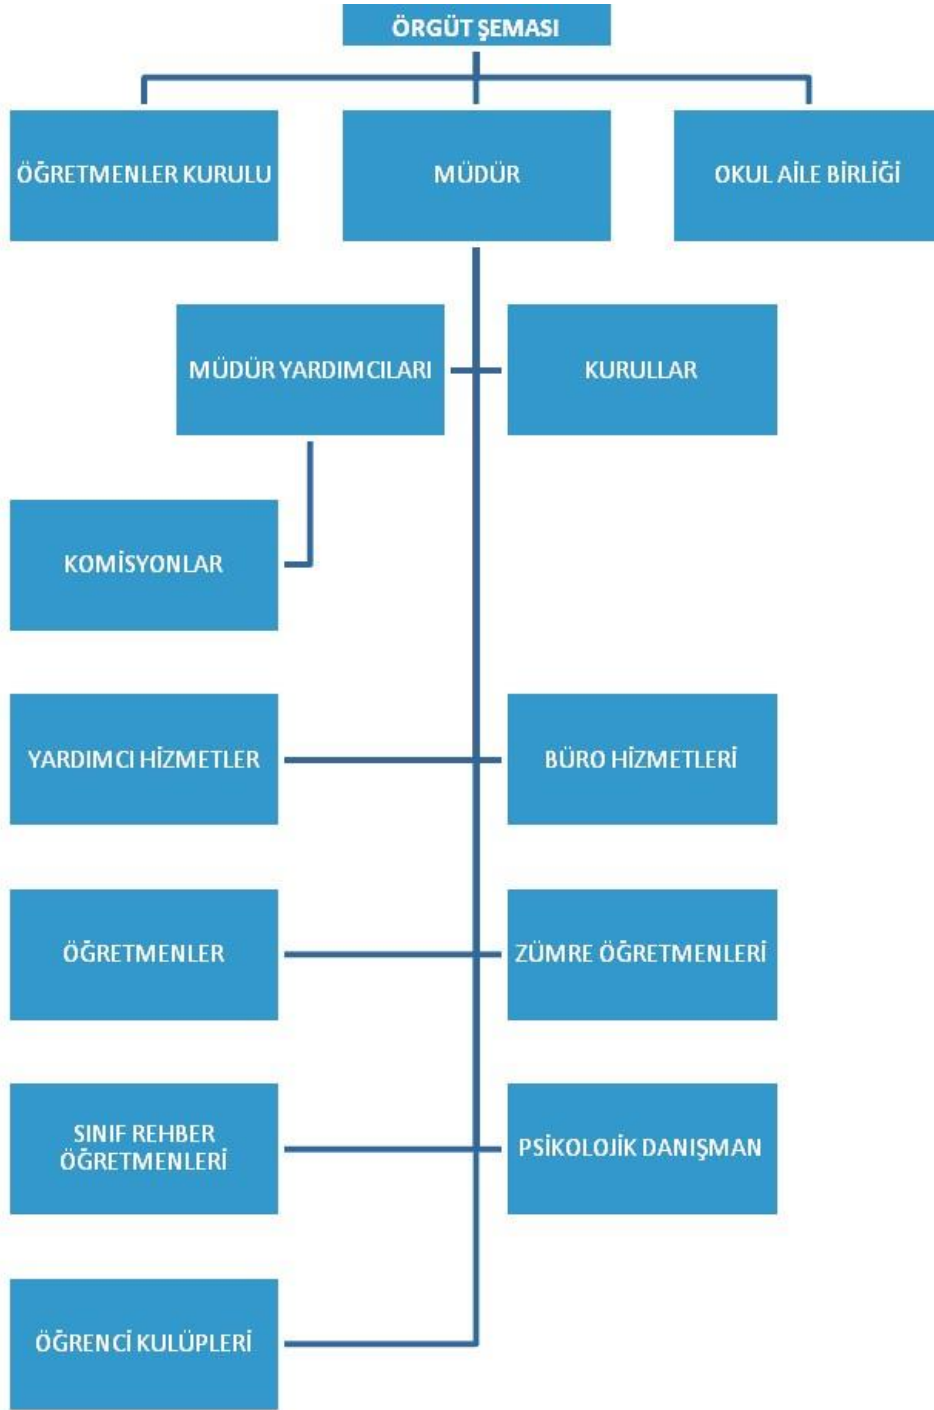 ÖRGÜT ŞEMASI
ÖĞRETMENLER KURULU
MÜDÜR
OKUL AİLE BİRLİĞİ
MÜDÜR YARDIMCILARI
KURULLAR
KOMİSYONLAR
YARDIMCI HİZMETLER
BÜRO HİZMETLERİ
ÖĞRETMENLER
ZÜMRE ÖĞRETMENLERİ
SINIF REHBER
ÖĞRETMENLERİ
PSİKOLOJİK DANIŞMAN
ÖĞRENCİ KULÜPLERİ